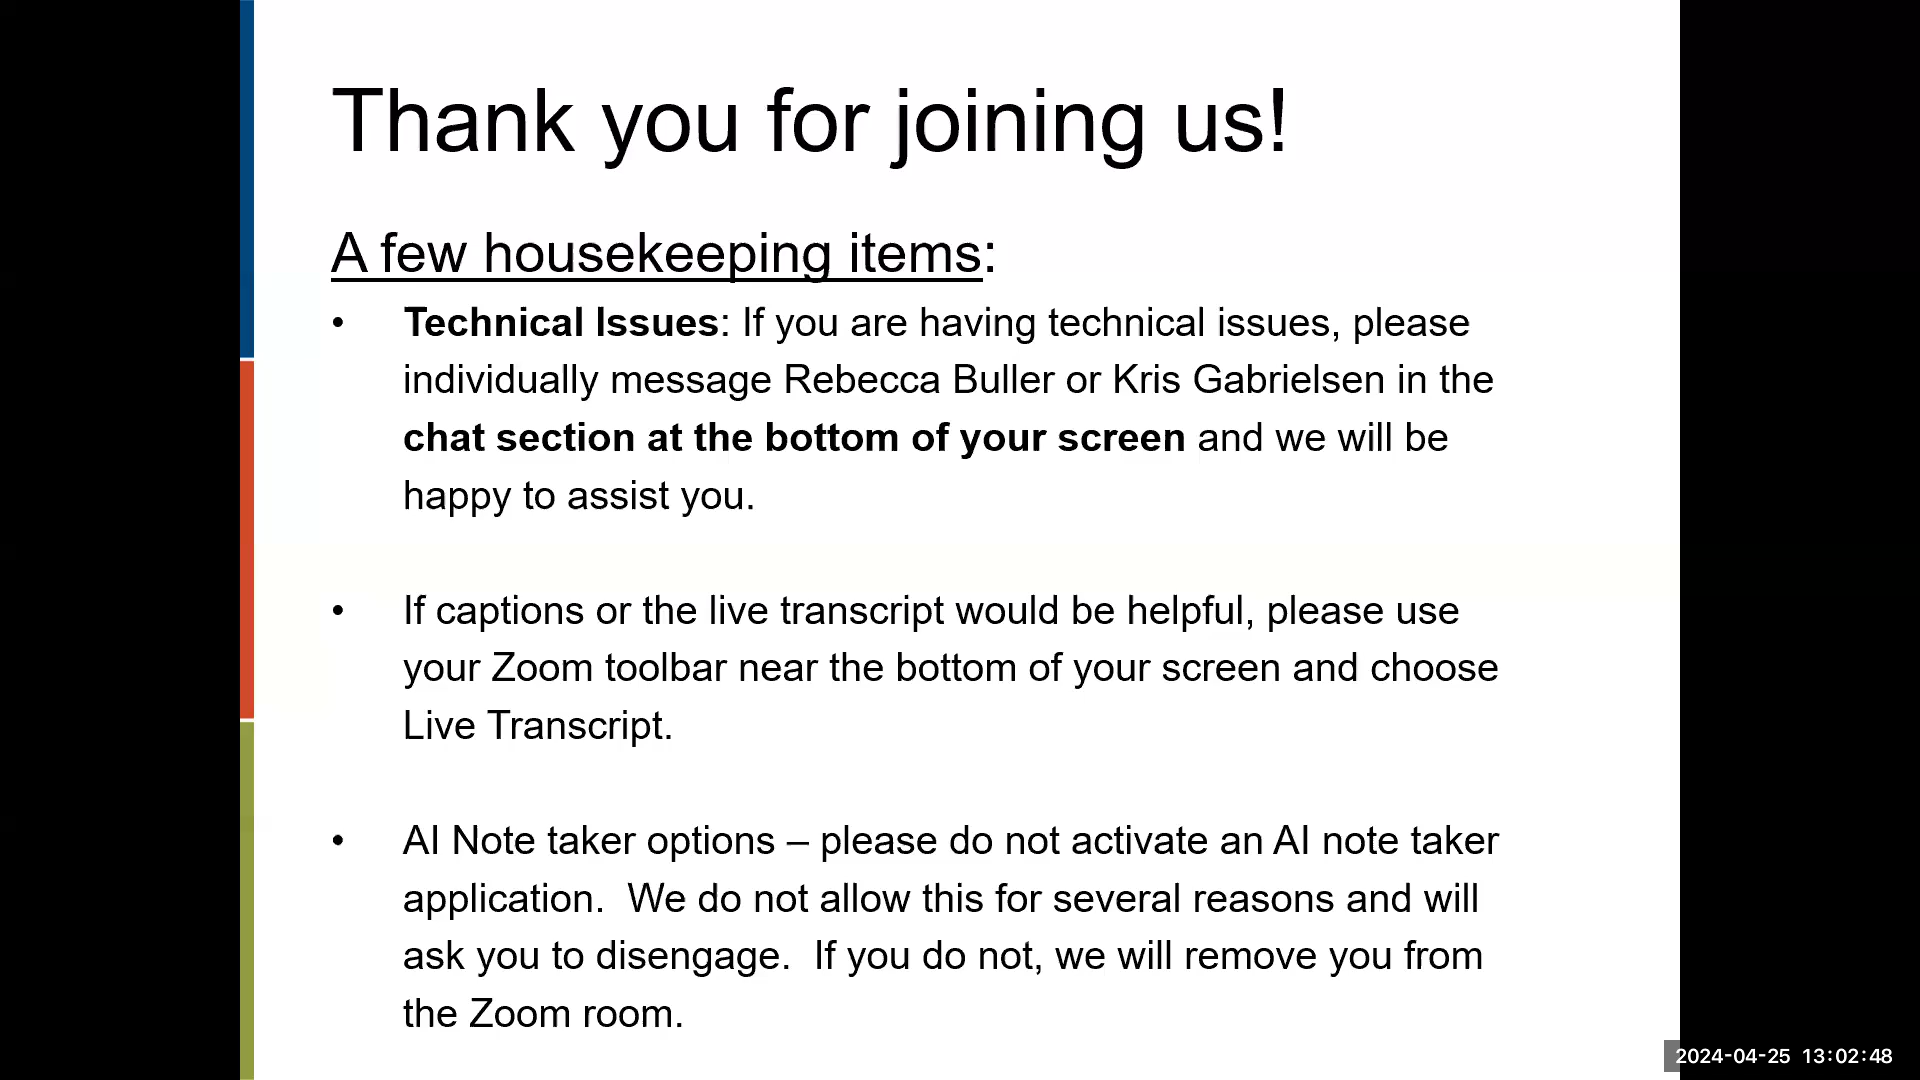 Thank you for joining us!
A few housekeeping items:
• Technical Issues: If you are having technical issues, please
individually message Rebecca Buller or Kris Gabrielsen in the
chat section at the bottom of your screen and we will be
happy to assist you.
• If captions or the live transcript would be helpful, please use
your Zoom toolbar near the bottom of your screen and choose
Live Transcript.
• AI Note taker options – please do not activate an AI note taker
application.  We do not allow this for several reasons and will
ask you to disengage.  If you do not, we will remove you from
the Zoom room.
2024-04-25 13:02:48